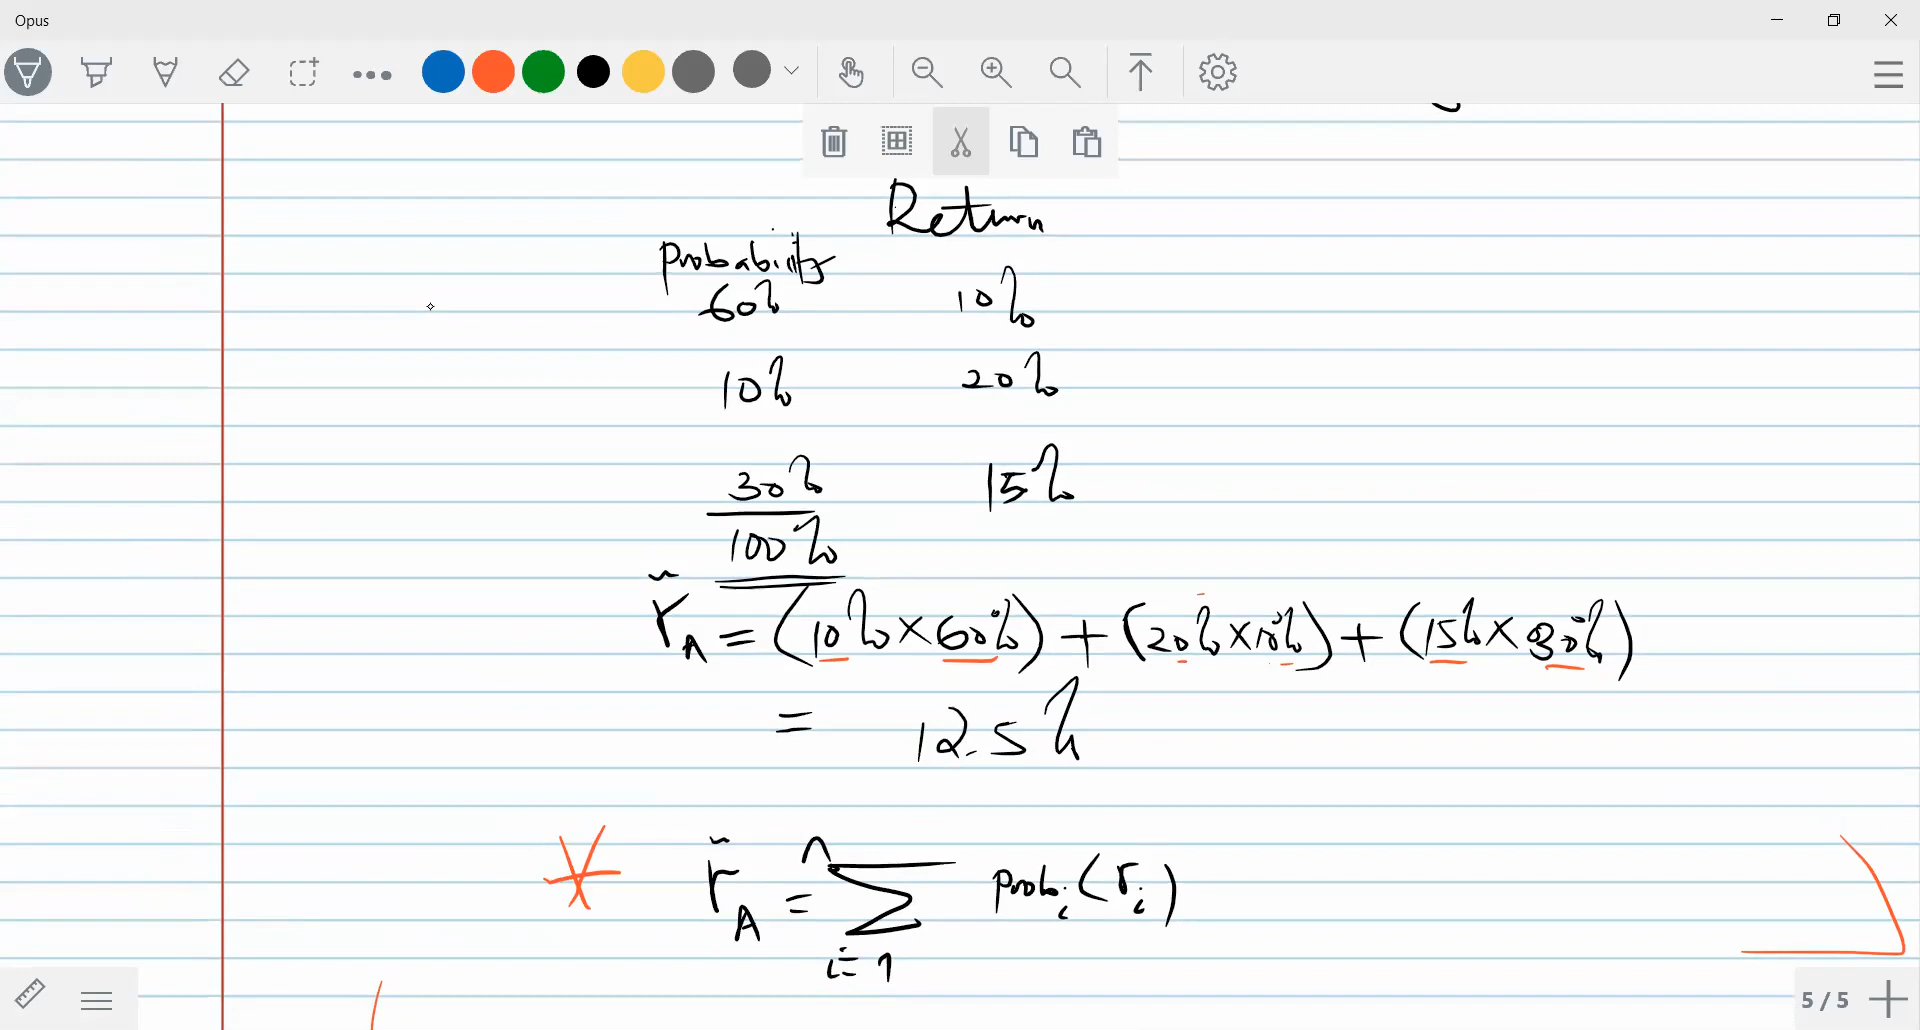 Opus
Return
Probability
60% 10%
10% 20%
30% 15%
100%
r̃A = (10% × 60%) + (20% × 10%) + (15% × 30%)
= 12.5%
r̃A = n∑i=1 probi(ri)
5 / 5